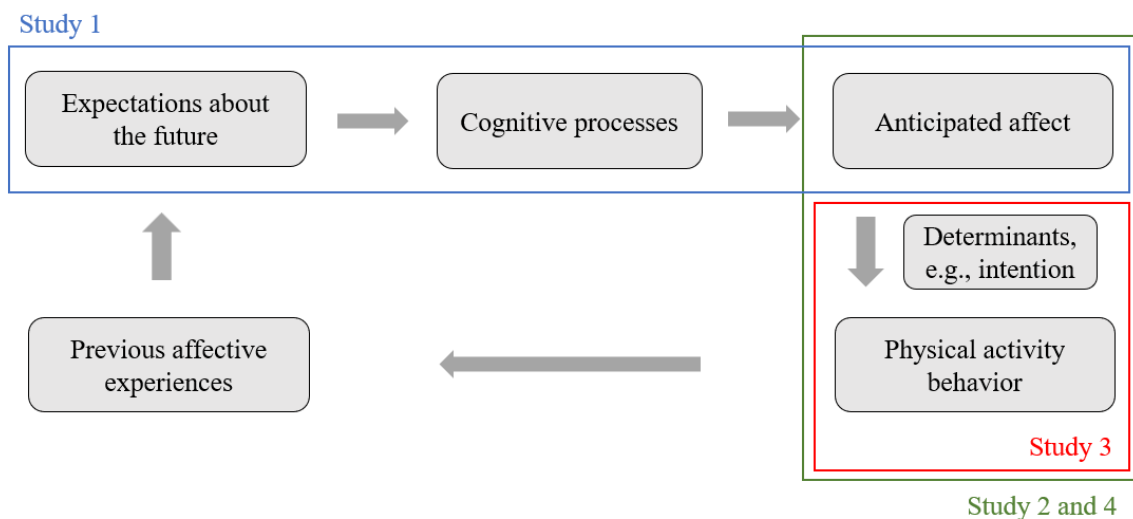 Study 1
Expectations about
the future
Cognitive processes
Anticipated affect
Determinants,
e.g., intention
Previous affective
experiences
Physical activity
behavior
Study 3
Study 2 and 4